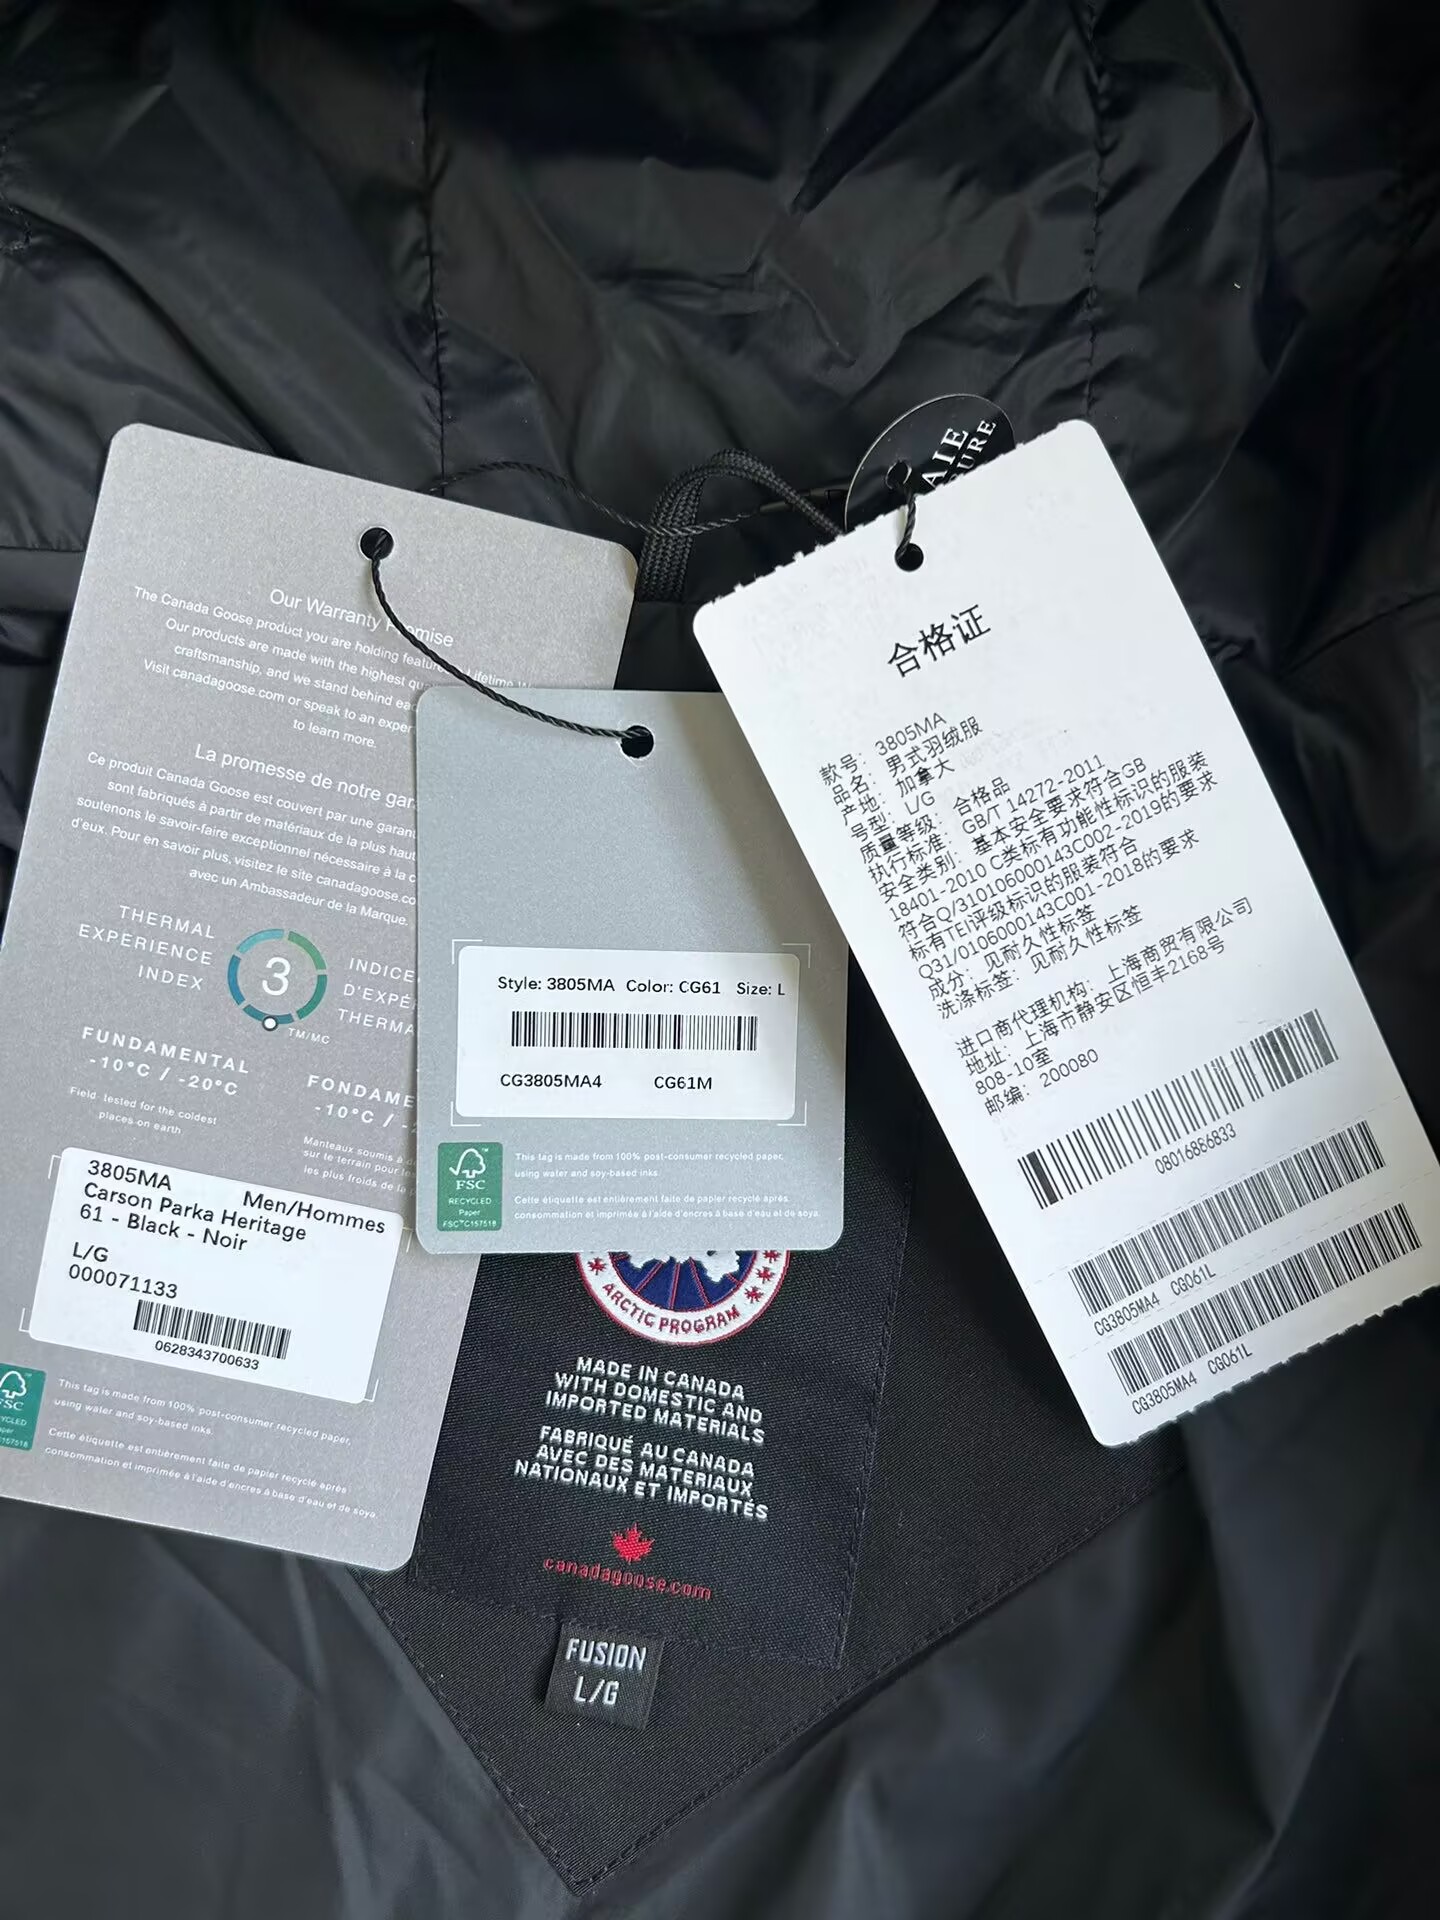 Our Warranty
The Canada Goose product you are holding
Our products are made with the highest
craftsmanship, and we stand behind
Visit canadagoose.com or speak to an
to learn more.
La promesse de notre
Ce produit Canada Goose est couvert par une
sont fabriqués à partir de matériaux de la plus
soutenons le savoir-faire exceptionnel nécessaire à la
d'eux. Pour en savoir plus, visitez le site
avec un Ambassadeur de la Marque.
THERMAL
EXPERIENCE
INDEX
3
TM/MC
INDICE
D'EXPÉ
THERMA
FUNDAMENTAL
-10°C / -20°C
Field tested for the coldest
places on earth
FONDAME
-10°C / -2
Manteaux soumis à
sur le terrain pour
les plus froids de la
3805MA Men/Hommes
Carson Parka Heritage
61 - Black - Noir
L/G
000071133
0628343700633
This tag is made from 100% post-consumer recycled paper,
using water and soy-based inks.
Cette étiquette est entièrement faite de papier recyclé après
consommation et imprimée à l'aide d'encres à base d'eau et de soya.
Style: 3805MA Color: CG61 Size: L
CG3805MA4 CG61M
FSC
RECYCLED
Paper
FSC™C157518
This tag is made from 100% post-consumer recycled paper,
using water and soy-based inks
Cette étiquette est entièrement faite de papier recyclé après
consommation et imprimée à l'aide d'encres à base d'eau et de soya.
合格证
款号: 3805MA
品名: 男式羽绒服
产地: 加拿大
号型: L/G
质量等级: 合格品
执行标准: GB/T 14272-2011
安全类别: 基本安全要求符合GB
18401-2010 C类标有功能性标识的服装
符合Q/310106000143C002-2019的要求
标有TEI评级标识的服装符合
Q31/0106000143C001-2018的要求
成分: 见耐久性标签
洗涤标签: 见耐久性标签
进口商代理机构: 上海商贸有限公司
地址: 上海市静安区恒丰2168号
808-10室
邮编: 200080
08016856833
CG3805MA4 CG061L
CG3805MA4 CG061L
ARCTIC PROGRAM
MADE IN CANADA
WITH DOMESTIC AND
IMPORTED MATERIALS
FABRIQUÉ AU CANADA
AVEC DES MATERIAUX
NATIONAUX ET IMPORTÉS
canadagoose.com
FUSION
L/G